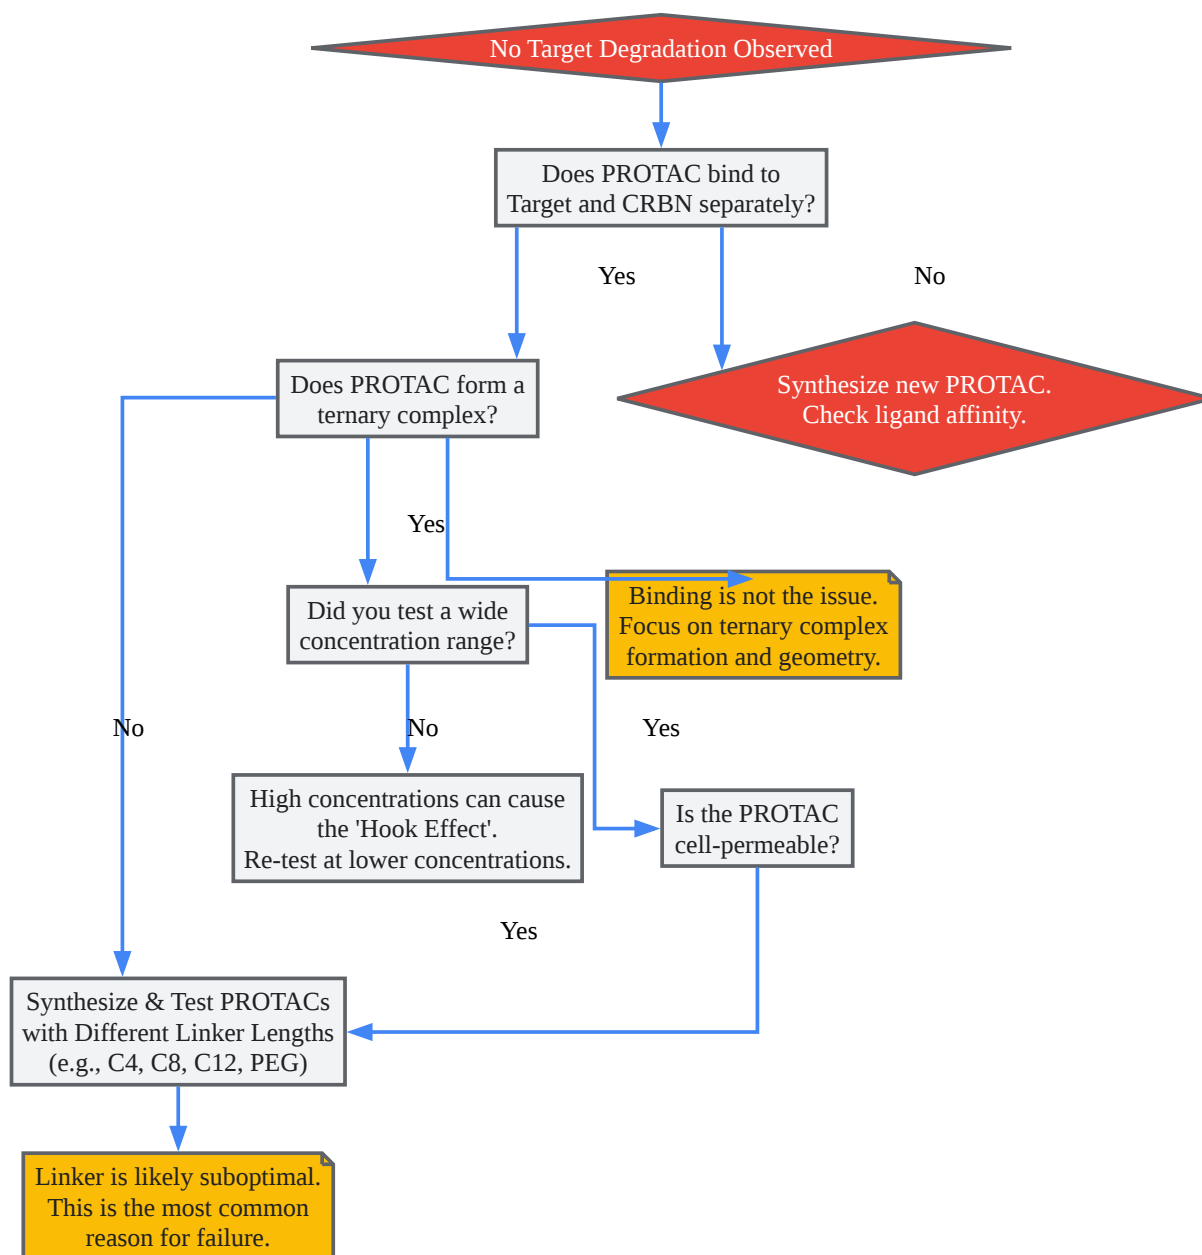 No Target Degradation Observed
Does PROTAC bind to
Target and CRBN separately?
Yes
No
Does PROTAC form a
ternary complex?
Synthesize new PROTAC.
Check ligand affinity.
Yes
Did you test a wide
concentration range?
Binding is not the issue.
Focus on ternary complex
formation and geometry.
No
No
Yes
High concentrations can cause
the 'Hook Effect'.
Re-test at lower concentrations.
Is the PROTAC
cell-permeable?
Yes
Synthesize & Test PROTACs
with Different Linker Lengths
(e.g., C4, C8, C12, PEG)
Linker is likely suboptimal.
This is the most common
reason for failure.